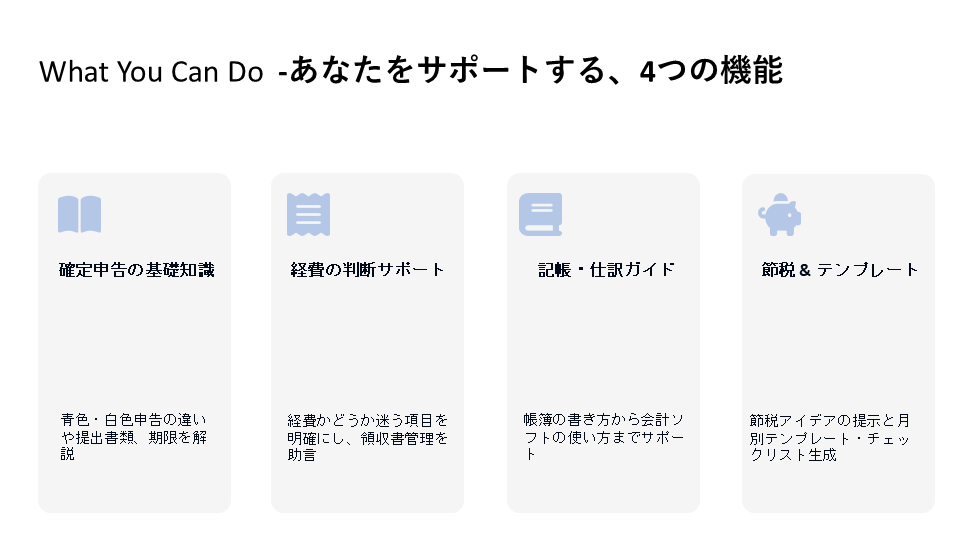 What You Can Do -あなたをサポートする、4つの機能
確定申告の基礎知識
青色・白色申告の違い
や提出書類、期限を解
説
経費の判断サポート
経費かどうか迷う項目を
明確にし、領収書管理を
助言
記帳・仕訳ガイド
帳簿の書き方から会計ソ
フトの使い方までサポー
ト
節税 & テンプレート
節税アイデアの提示と月
別テンプレート・チェッ
クリスト生成